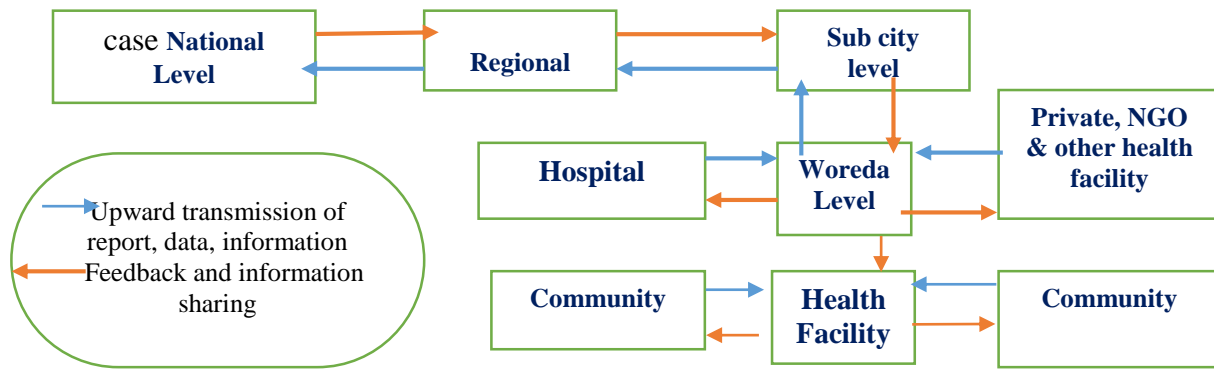 case National
Level
Regional
Sub city
level
Private, NGO
& other health
facility
Hospital
Woreda
Level
Upward transmission of
report, data, information
Feedback and information
sharing
Community
Health
Facility
Community